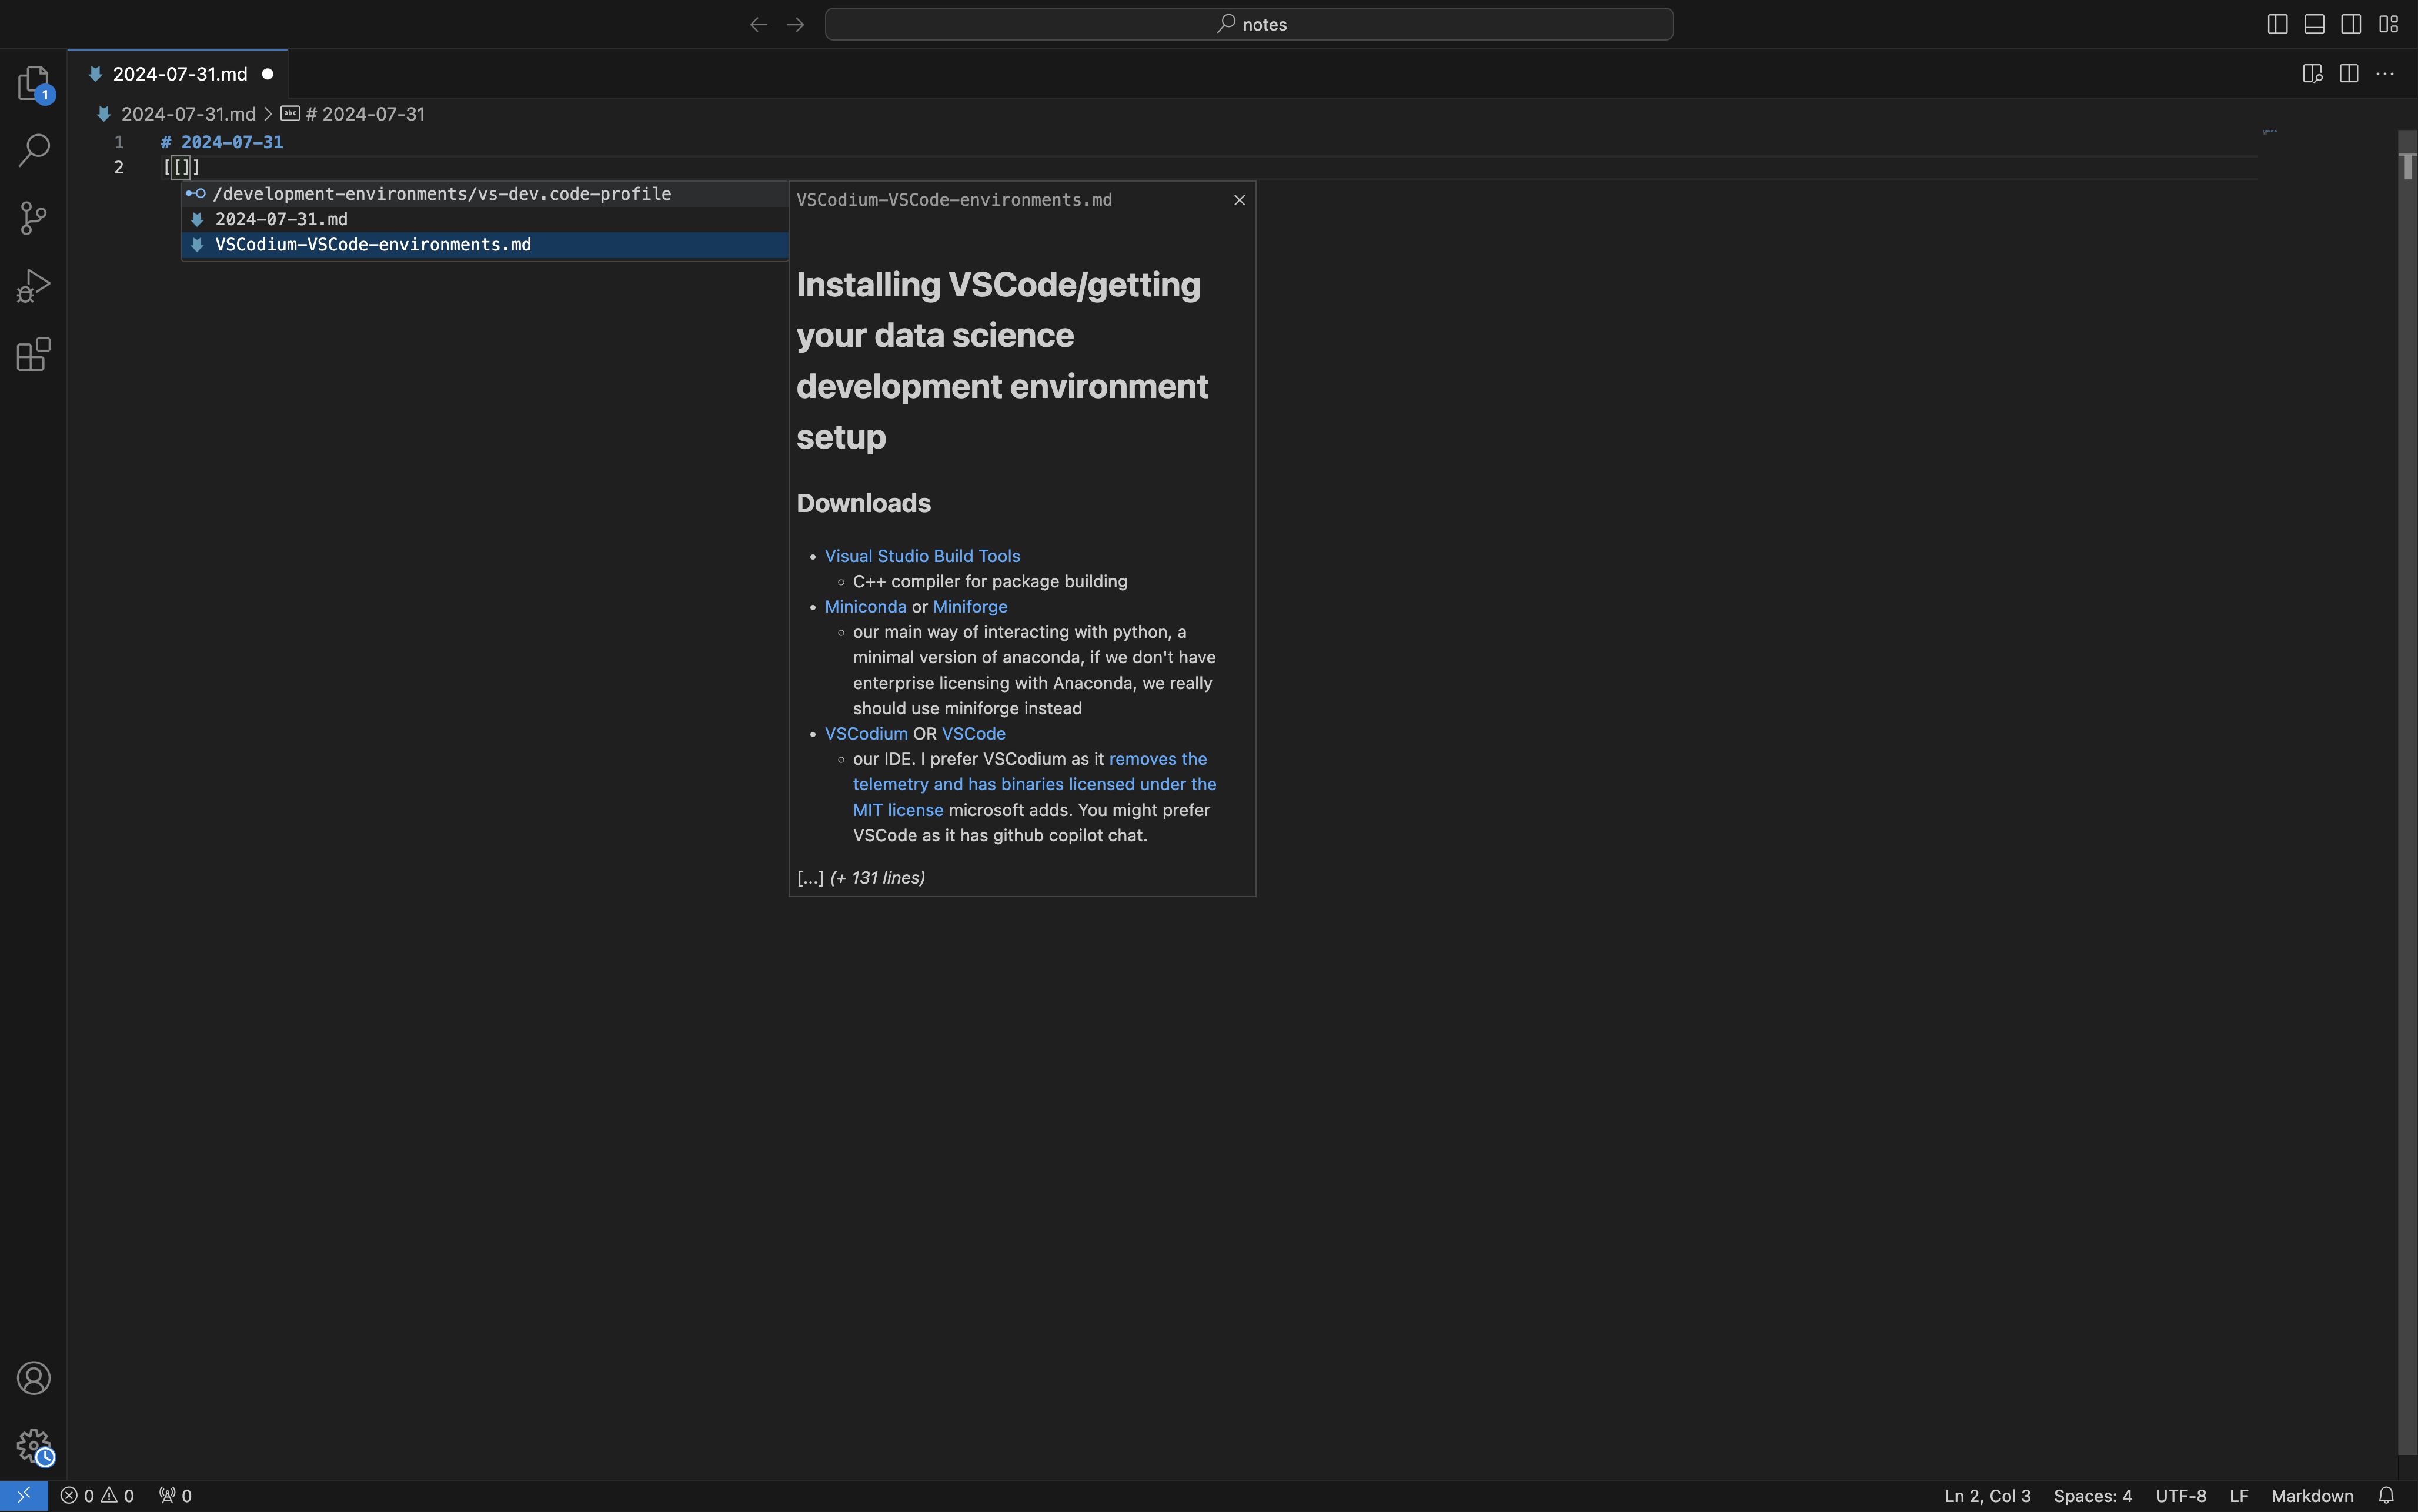 notes
1
2024-07-31.md
2024-07-31.md > # 2024-07-31
1 # 2024-07-31
2 [[]]
/development-environments/vs-dev.code-profile
2024-07-31.md
VSCodium-VSCode-environments.md
VSCodium-VSCode-environments.md
Installing VSCode/getting
your data science
development environment
setup
Downloads
• Visual Studio Build Tools
○ C++ compiler for package building
• Miniconda or Miniforge
○ our main way of interacting with python, a
minimal version of anaconda, if we don't have
enterprise licensing with Anaconda, we really
should use miniforge instead
• VSCodium OR VSCode
○ our IDE. I prefer VSCodium as it removes the
telemetry and has binaries licensed under the
MIT license microsoft adds. You might prefer
VSCode as it has github copilot chat.
[...] (+ 131 lines)
0 0 0 Ln 2, Col 3 Spaces: 4 UTF-8 LF Markdown